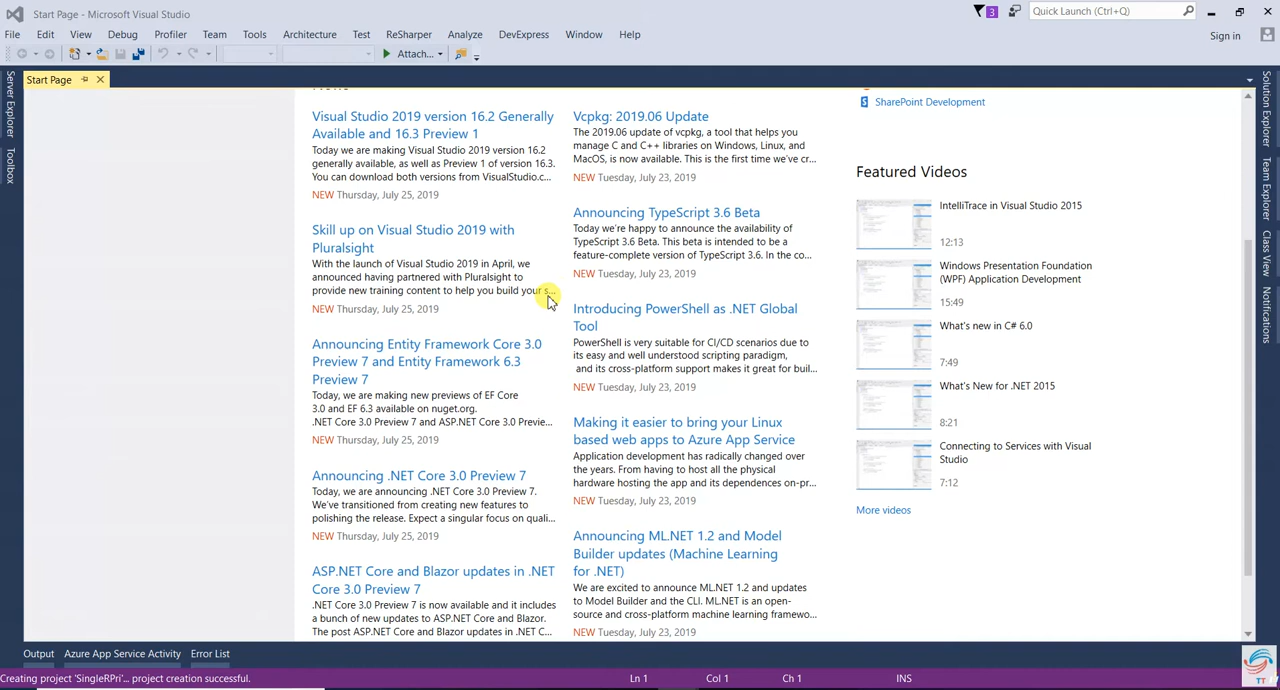 Start Page - Microsoft Visual Studio
3
Quick Launch (Ctrl+Q)
File Edit View Debug Profiler Team Tools Architecture Test ReSharper Analyze DevExpress Window Help
Sign in
Attach...
Start Page
Server Explorer
Toolbox
Visual Studio 2019 version 16.2 Generally
Available and 16.3 Preview 1
Today we are making Visual Studio 2019 version 16.2
generally available, as well as Preview 1 of version 16.3.
You can download both versions from VisualStudio.c...
NEW Thursday, July 25, 2019
Skill up on Visual Studio 2019 with
Pluralsight
With the launch of Visual Studio 2019 in April, we
announced having partnered with Pluralsight to
provide new training content to help you build your s...
NEW Thursday, July 25, 2019
Announcing Entity Framework Core 3.0
Preview 7 and Entity Framework 6.3
Preview 7
Today, we are making new previews of EF Core
3.0 and EF 6.3 available on nuget.org.
.NET Core 3.0 Preview 7 and ASP.NET Core 3.0 Previe...
NEW Thursday, July 25, 2019
Announcing .NET Core 3.0 Preview 7
Today, we are announcing .NET Core 3.0 Preview 7.
We've transitioned from creating new features to
polishing the release. Expect a singular focus on quali...
NEW Thursday, July 25, 2019
ASP.NET Core and Blazor updates in .NET
Core 3.0 Preview 7
.NET Core 3.0 Preview 7 is now available and it includes
a bunch of new updates to ASP.NET Core and Blazor.
The post ASP.NET Core and Blazor updates in .NET C...
Vcpkg: 2019.06 Update
The 2019.06 update of vcpkg, a tool that helps you
manage C and C++ libraries on Windows, Linux, and
MacOS, is now available. This is the first time we've cr...
NEW Tuesday, July 23, 2019
Announcing TypeScript 3.6 Beta
Today we're happy to announce the availability of
TypeScript 3.6 Beta. This beta is intended to be a
feature-complete version of TypeScript 3.6. In the co...
NEW Tuesday, July 23, 2019
Introducing PowerShell as .NET Global
Tool
PowerShell is very suitable for CI/CD scenarios due to
its easy and well understood scripting paradigm,
and its cross-platform support makes it great for buil...
NEW Tuesday, July 23, 2019
Making it easier to bring your Linux
based web apps to Azure App Service
Application development has radically changed over
the years. From having to host all the physical
hardware hosting the app and its dependences on-pr...
NEW Tuesday, July 23, 2019
Announcing ML.NET 1.2 and Model
Builder updates (Machine Learning
for .NET)
We are excited to announce ML.NET 1.2 and updates
to Model Builder and the CLI. ML.NET is an open-
source and cross-platform machine learning framewo...
NEW Tuesday, July 23, 2019
SharePoint Development
Featured Videos
IntelliTrace in Visual Studio 2015
12:13
Windows Presentation Foundation
(WPF) Application Development
15:49
What's new in C# 6.0
7:49
What's New for .NET 2015
8:21
Connecting to Services with Visual
Studio
7:12
More videos
Solution Explorer
Team Explorer
Class View
Notifications
Output Azure App Service Activity Error List
Creating project 'SingleRPri'... project creation successful.
Ln 1 Col 1 Ch 1 INS